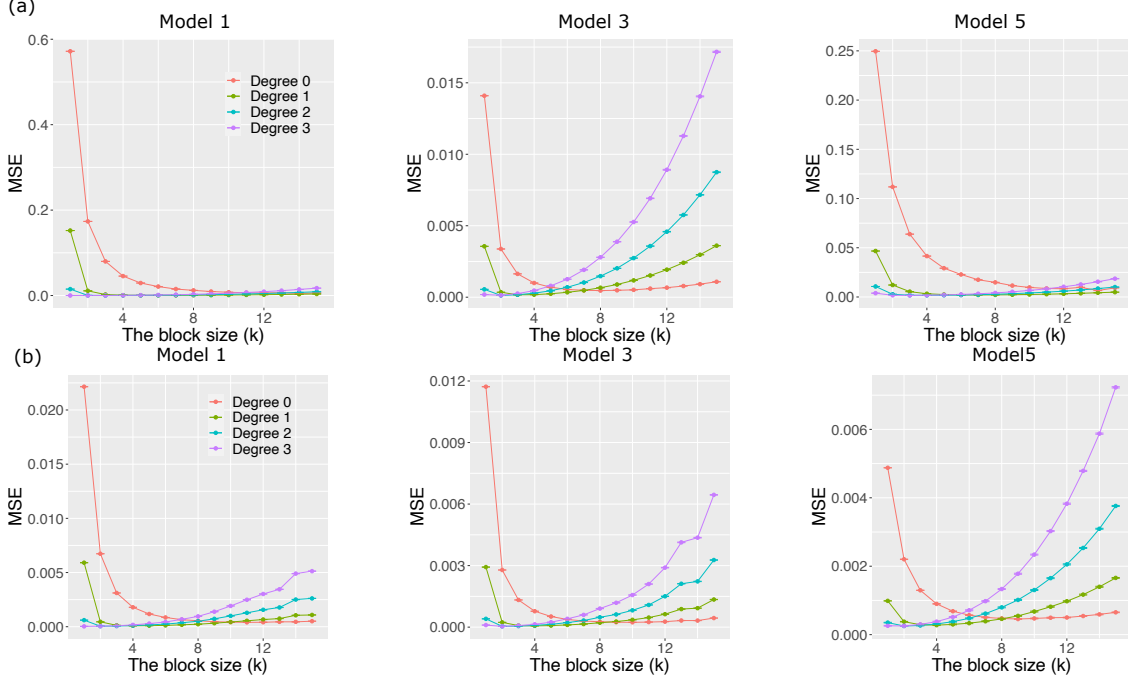 (a)
Model 1
Model 3
Model 5
MSE
0.6
0.4
0.2
0.0
Degree 0
Degree 1
Degree 2
Degree 3
4
8
12
The block size (k)
MSE
0.015
0.010
0.005
0.000
4
8
12
The block size (k)
MSE
0.25
0.20
0.15
0.10
0.05
0.00
4
8
12
The block size (k)
(b)
Model 1
Model 3
Model5
MSE
0.020
0.015
0.010
0.005
0.000
Degree 0
Degree 1
Degree 2
Degree 3
4
8
12
The block size (k)
MSE
0.012
0.009
0.006
0.003
0.000
4
8
12
The block size (k)
MSE
0.006
0.004
0.002
0.000
4
8
12
The block size (k)